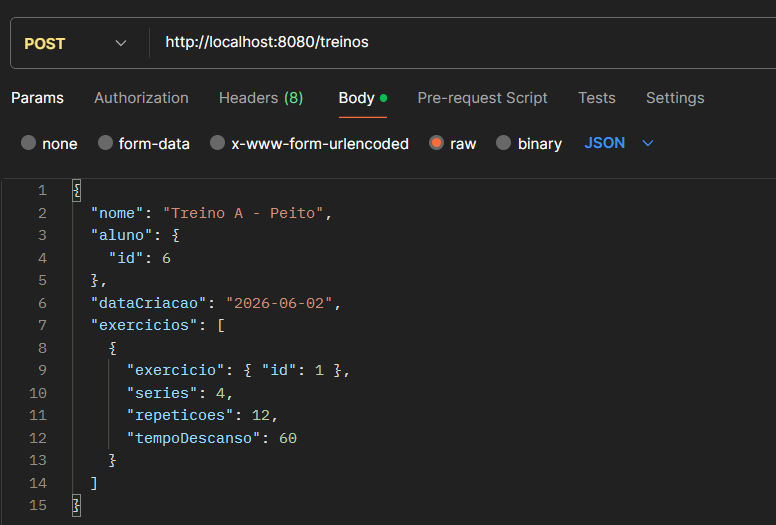 POST http://localhost:8080/treinos
Params Authorization Headers (8) Body Pre-request Script Tests Settings
none form-data x-www-form-urlencoded raw binary JSON
1 {
2 "nome": "Treino A - Peito",
3 "aluno": {
4 "id": 6
5 },
6 "dataCriacao": "2026-06-02",
7 "exercicios": [
8 {
9 "exercicio": { "id": 1 },
10 "series": 4,
11 "repeticoes": 12,
12 "tempoDescanso": 60
13 }
14 ]
15 }